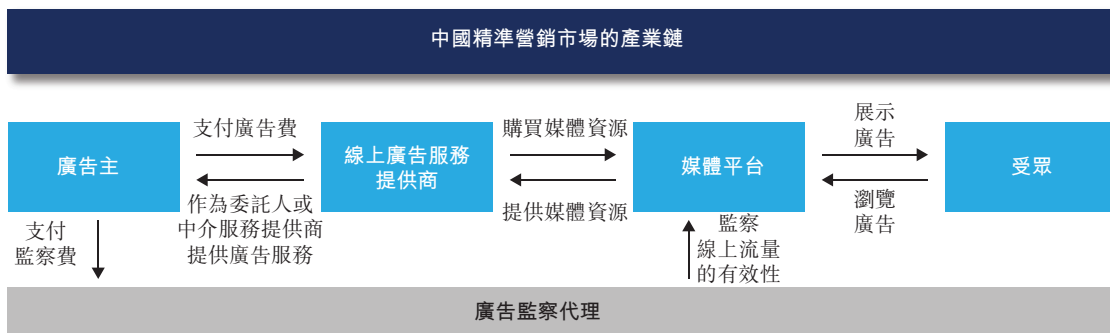 中國精準營銷市場的產業鏈
廣告主
支付廣告費
作為委託人或
中介服務提供商
提供廣告服務
線上廣告服務
提供商
購買媒體資源
提供媒體資源
媒體平台
展示
廣告
瀏覽
廣告
受眾
支付
監察費
監察
線上流量
的有效性
廣告監察代理